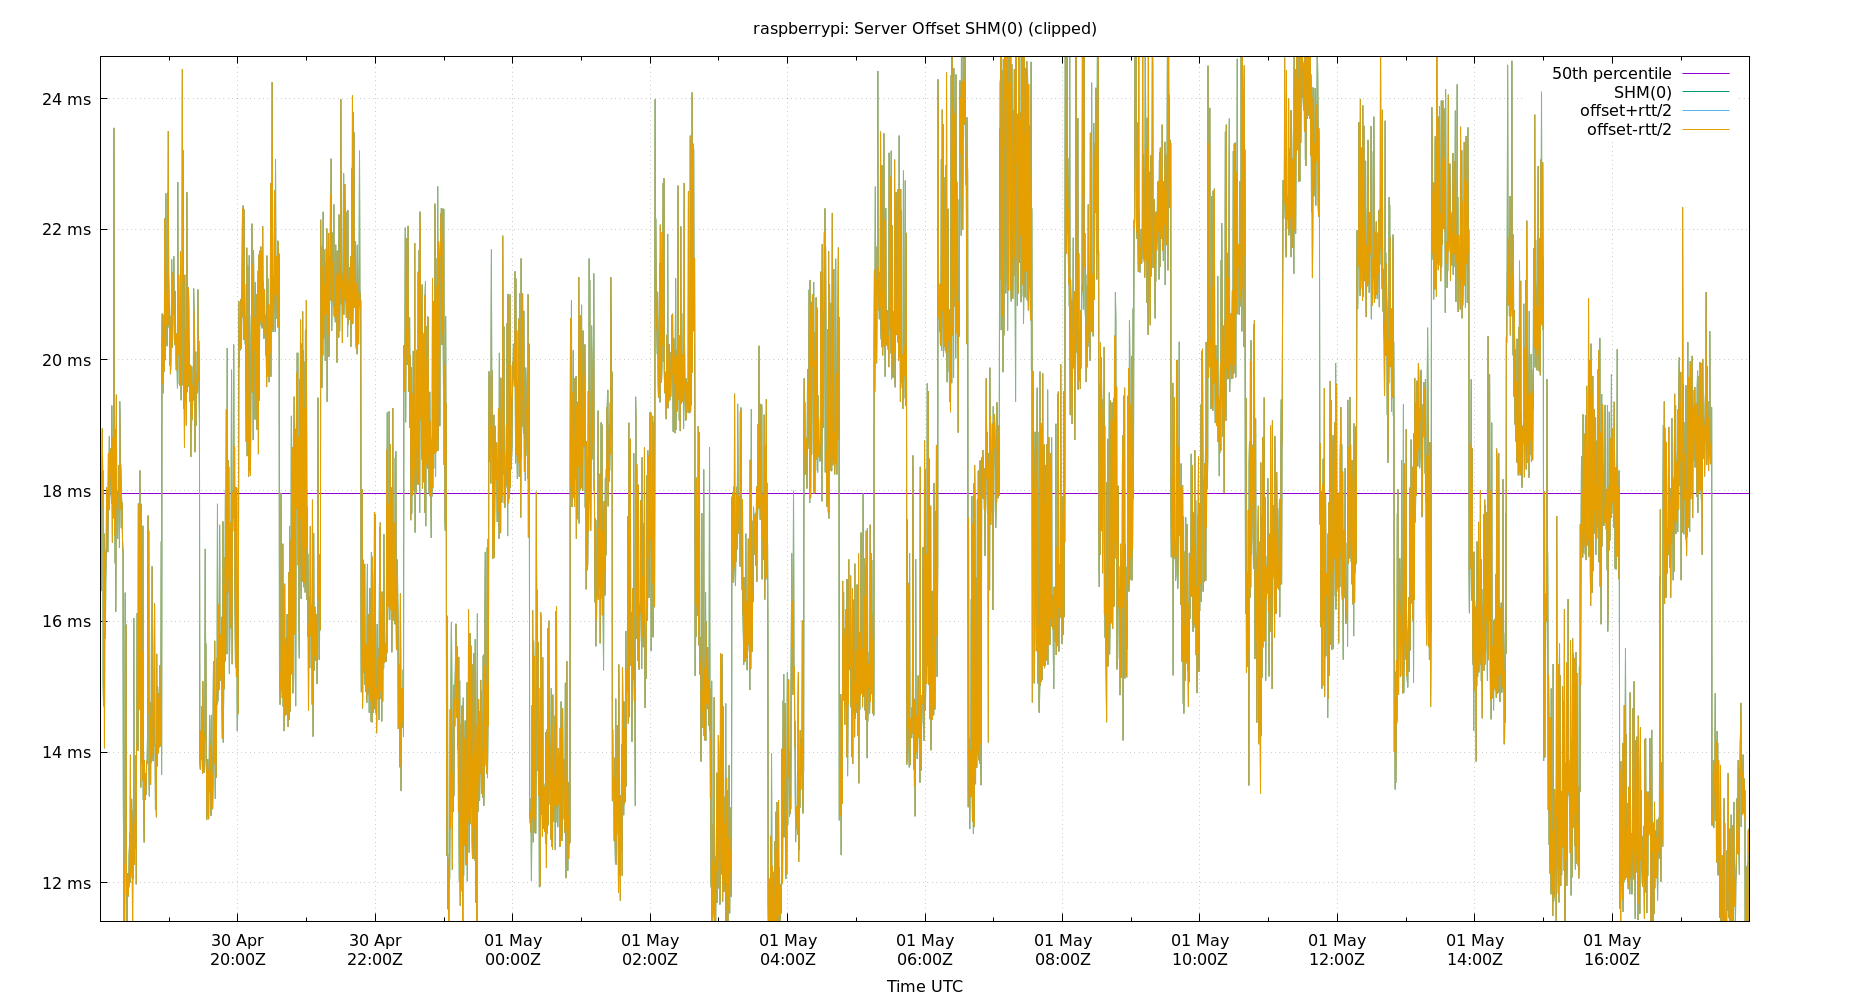 raspberrypi: Server Offset SHM(0) (clipped)
50th percentile
SHM(0)
offset+rtt/2
offset-rtt/2
24 ms
22 ms
20 ms
18 ms
16 ms
14 ms
12 ms
30 Apr 30 Apr 01 May 01 May 01 May 01 May 01 May 01 May 01 May 01 May 01 May
20:00Z 22:00Z 00:00Z 02:00Z 04:00Z 06:00Z 08:00Z 10:00Z 12:00Z 14:00Z 16:00Z
Time UTC